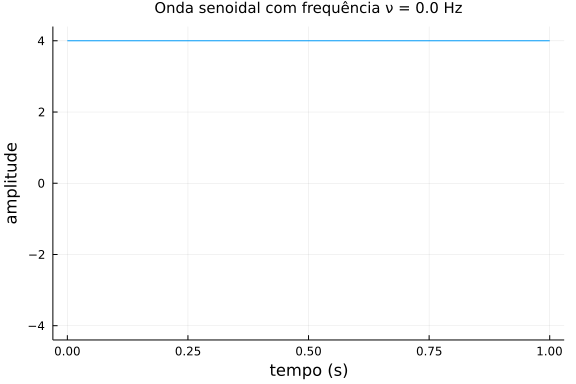 Onda senoidal com frequência ν = 0.0 Hz
amplitude
4
2
0
−2
−4
0.00 0.25 0.50 0.75 1.00
tempo (s)